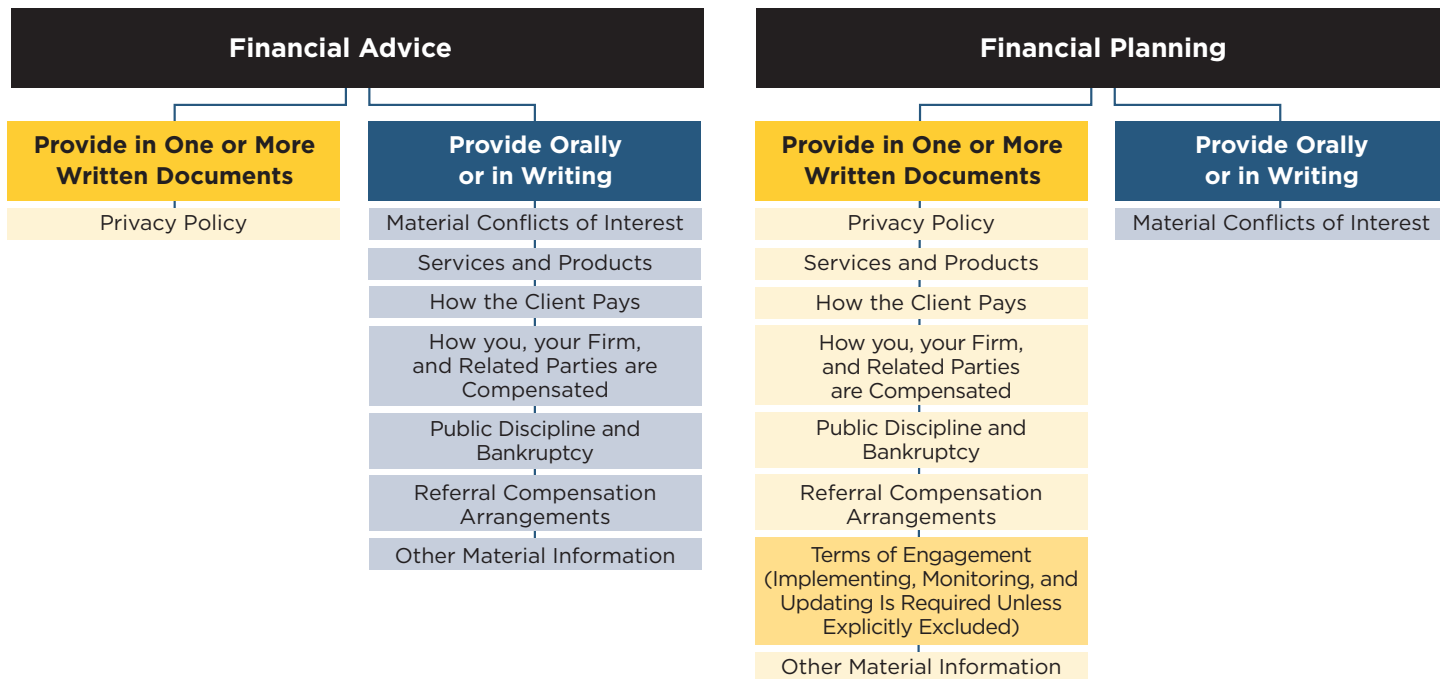 Financial Advice
Provide in One or More
Written Documents
Privacy Policy
Provide Orally
or in Writing
Material Conflicts of Interest
Services and Products
How the Client Pays
How you, your Firm,
and Related Parties are
Compensated
Public Discipline and
Bankruptcy
Referral Compensation
Arrangements
Other Material Information
Financial Planning
Provide in One or More
Written Documents
Privacy Policy
Services and Products
How the Client Pays
How you, your Firm,
and Related Parties
are Compensated
Public Discipline and
Bankruptcy
Referral Compensation
Arrangements
Terms of Engagement
(Implementing, Monitoring, and
Updating Is Required Unless
Explicitly Excluded)
Other Material Information
Provide Orally
or in Writing
Material Conflicts of Interest